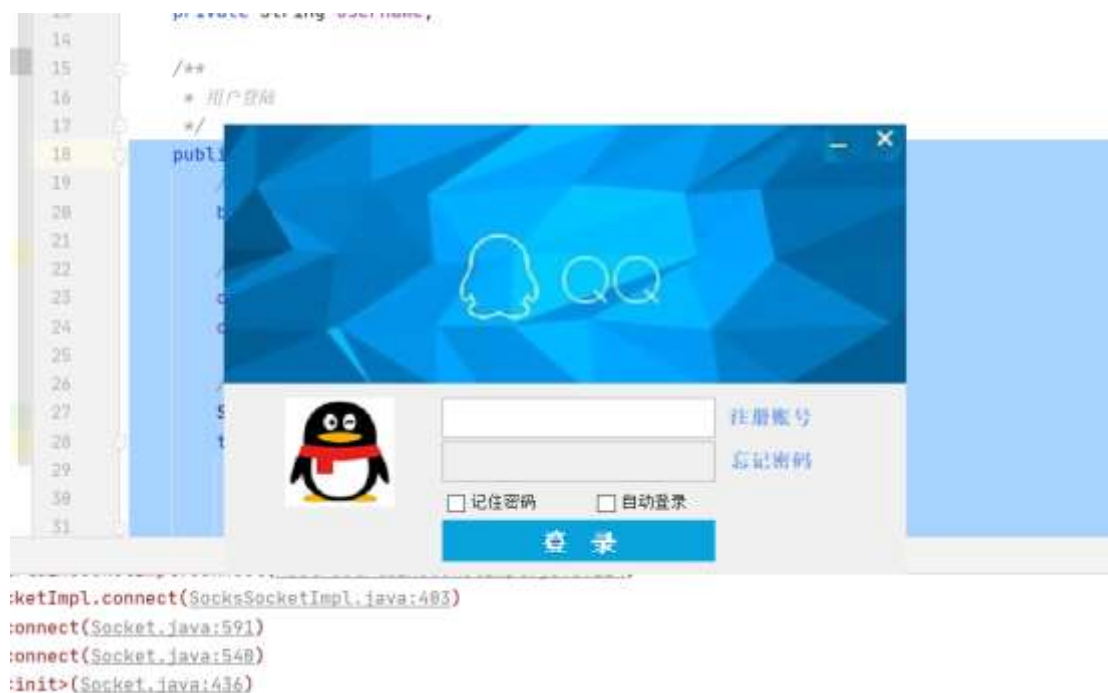 private String username;
14
15 /**
16 * 用户登陆
17 */
18 publi
19 /
20 b
21
22 /
23 c
24 c
25
26 /
27 S
28 t
29
30
31
QQ
注册账号
忘记密码
记住密码 自动登录
登 录
cketImpl.connect(SocksSocketImpl.java:403)
connect(Socket.java:591)
connect(Socket.java:540)
<init>(Socket.java:436)